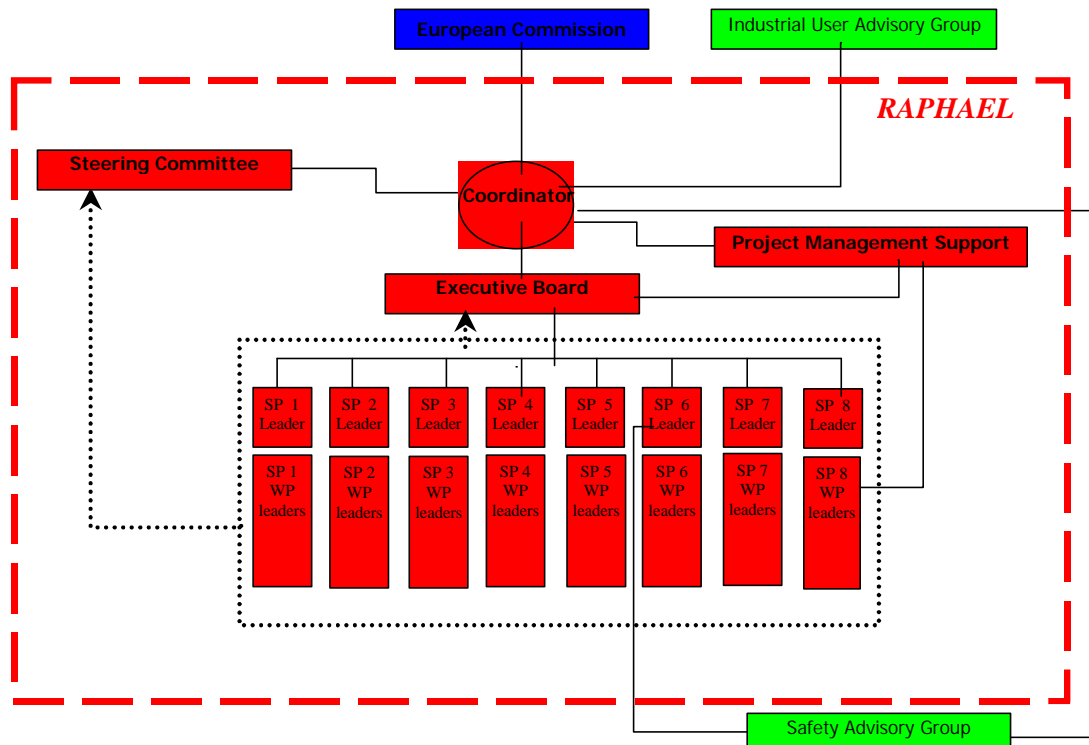 European Commission
Industrial User Advisory Group
RAPHAEL
Steering Committee
Coordinator
Project Management Support
Executive Board
SP 1
Leader
SP 2
Leader
SP 3
Leader
SP 4
Leader
SP 5
Leader
SP 6
Leader
SP 7
Leader
SP 8
Leader
SP 1
WP
leaders
SP 2
WP
leaders
SP 3
WP
leaders
SP 4
WP
leaders
SP 5
WP
leaders
SP 6
WP
leaders
SP 7
WP
leaders
SP 8
WP
leaders
Safety Advisory Group